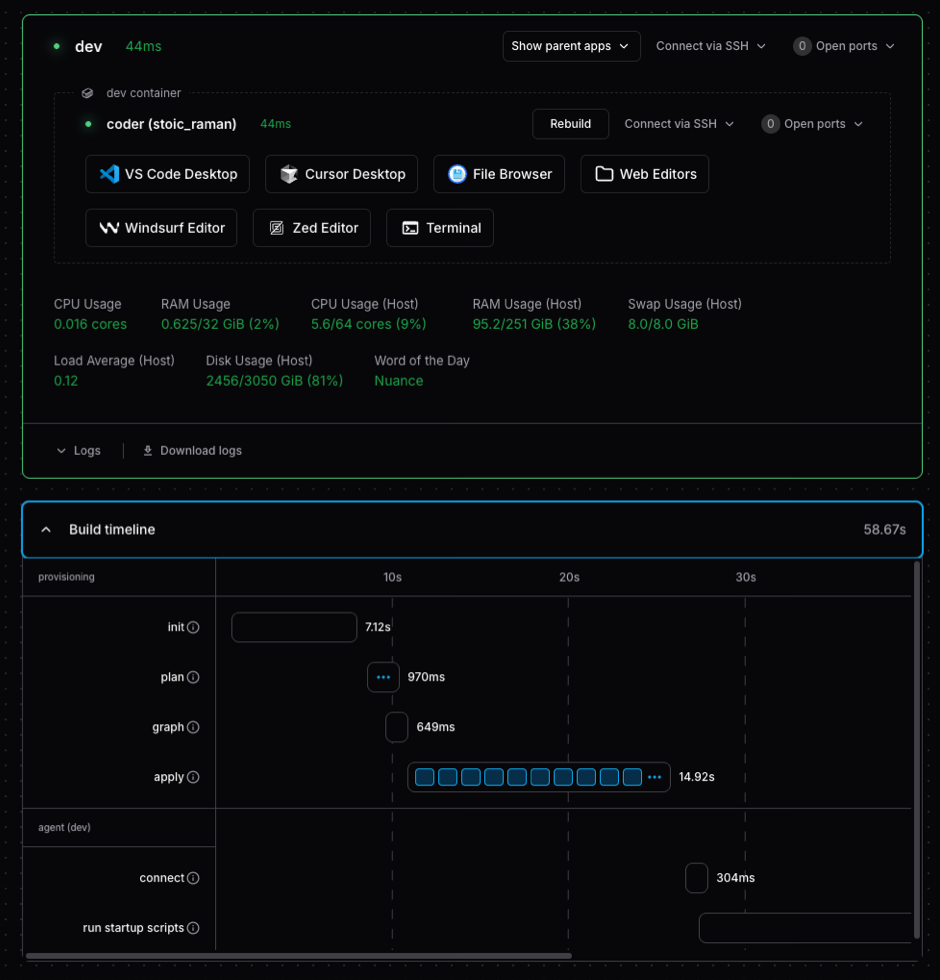 dev 44ms Show parent apps Connect via SSH 0 Open ports
dev container
coder (stoic_raman) 44ms Rebuild Connect via SSH 0 Open ports
VS Code Desktop Cursor Desktop File Browser Web Editors
Windsurf Editor Zed Editor Terminal
CPU Usage RAM Usage CPU Usage (Host) RAM Usage (Host) Swap Usage (Host)
0.016 cores 0.625/32 GiB (2%) 5.6/64 cores (9%) 95.2/251 GiB (38%) 8.0/8.0 GiB
Load Average (Host) Disk Usage (Host) Word of the Day
0.12 2456/3050 GiB (81%) Nuance
Logs Download logs
Build timeline 58.67s
provisioning 10s 20s 30s
init 7.12s
plan 970ms
graph 649ms
apply 14.92s
agent (dev)
connect 304ms
run startup scripts